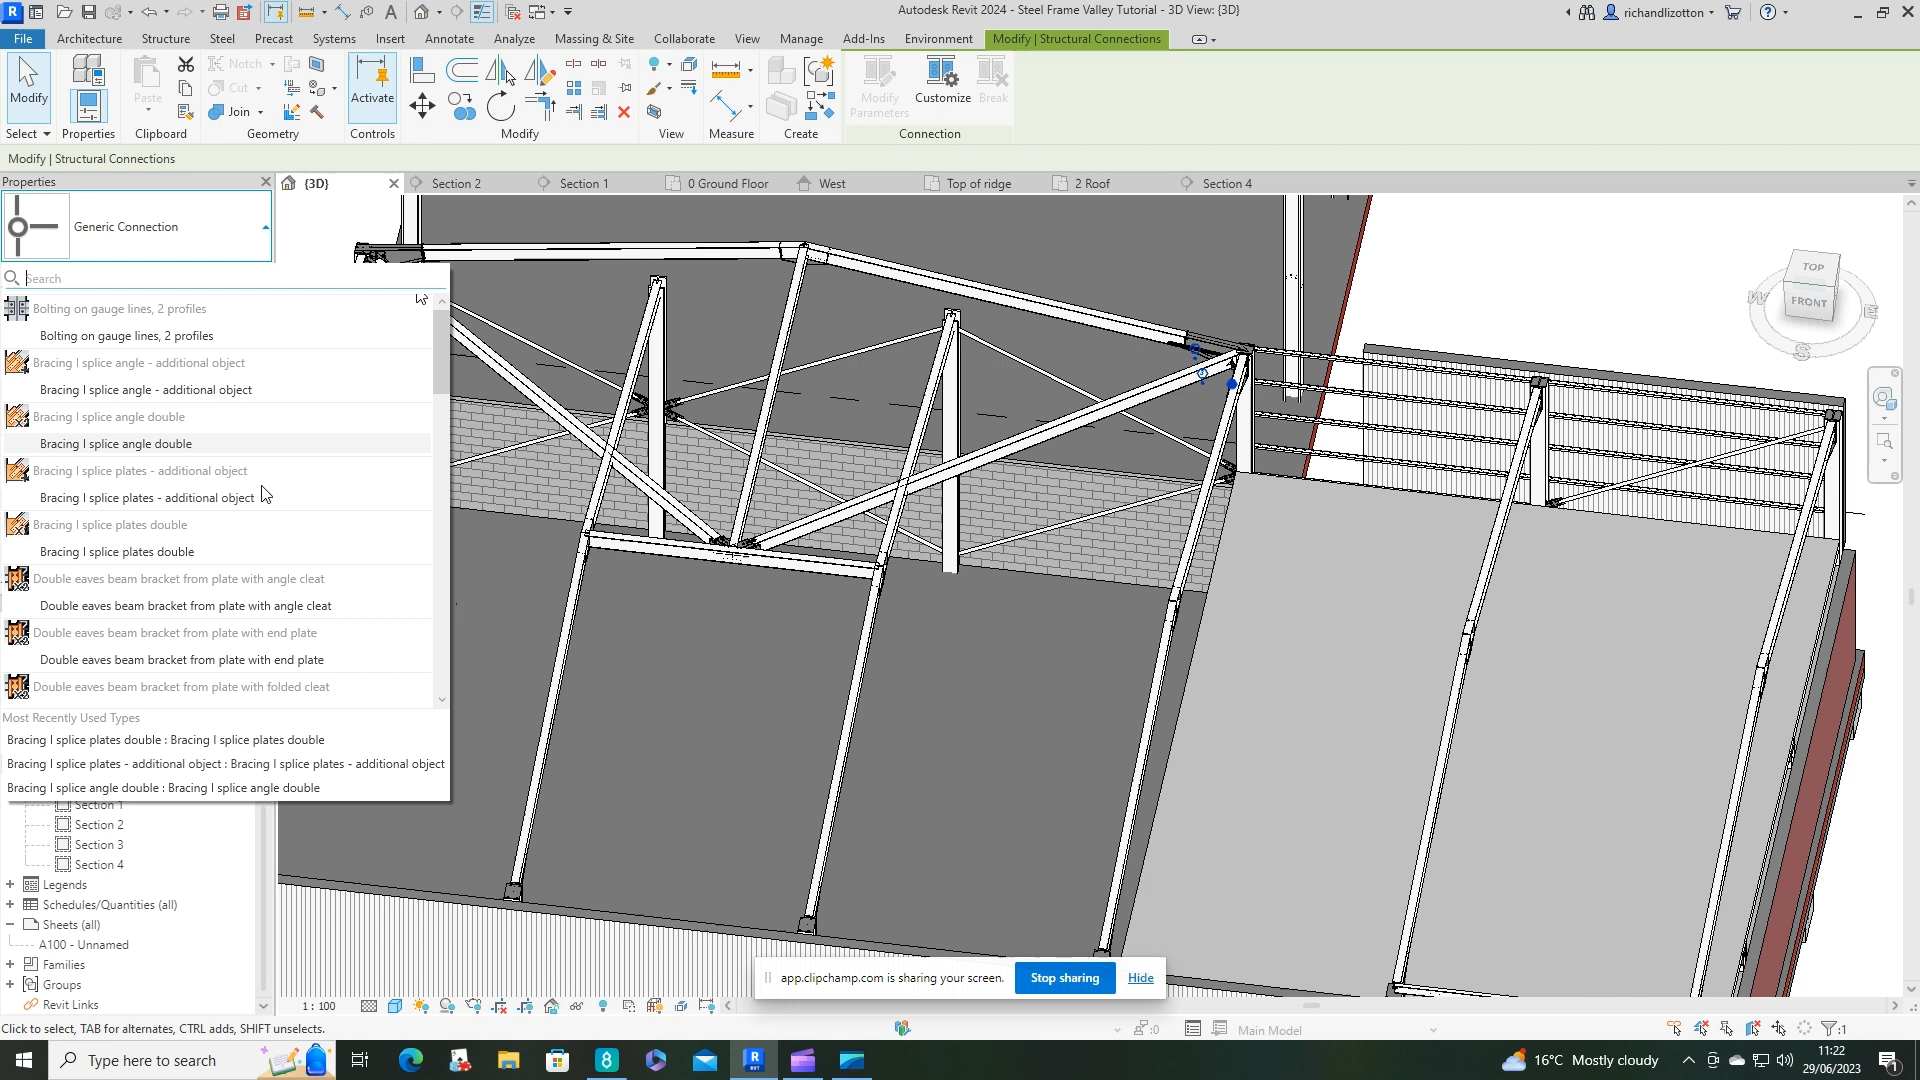 Autodesk Revit 2024 - Steel Frame Valley Tutorial - 3D View: {3D}
richandlizotton
File Architecture Structure Steel Precast Systems Insert Annotate Analyze Massing & Site Collaborate View Manage Add-Ins Environment Modify | Structural Connections
Modify
Paste
Notch
Cut
Join
Activate
Modify Parameters
Customize
Break
Select Properties Clipboard Geometry Controls Modify View Measure Create Connection
Modify | Structural Connections
Properties
{3D} Section 2 Section 1 0 Ground Floor West Top of ridge 2 Roof Section 4
Generic Connection
Search
Bolting on gauge lines, 2 profiles
Bolting on gauge lines, 2 profiles
Bracing I splice angle - additional object
Bracing I splice angle - additional object
Bracing I splice angle double
Bracing I splice angle double
Bracing I splice plates - additional object
Bracing I splice plates - additional object
Bracing I splice plates double
Bracing I splice plates double
Double eaves beam bracket from plate with angle cleat
Double eaves beam bracket from plate with angle cleat
Double eaves beam bracket from plate with end plate
Double eaves beam bracket from plate with end plate
Double eaves beam bracket from plate with folded cleat
Most Recently Used Types
Bracing I splice plates double : Bracing I splice plates double
Bracing I splice plates - additional object : Bracing I splice plates - additional object
Bracing I splice angle double : Bracing I splice angle double
Section 1
Section 2
Section 3
Section 4
Legends
Schedules/Quantities (all)
Sheets (all)
A100 - Unnamed
Families
Groups
Revit Links
TOP
FRONT
W
E
S
app.clipchamp.com is sharing your screen. Stop sharing Hide
1 : 100
Click to select, TAB for alternates, CTRL adds, SHIFT unselects.
:0
Main Model
:1
Type here to search
16°C Mostly cloudy
11:22
29/06/2023
1